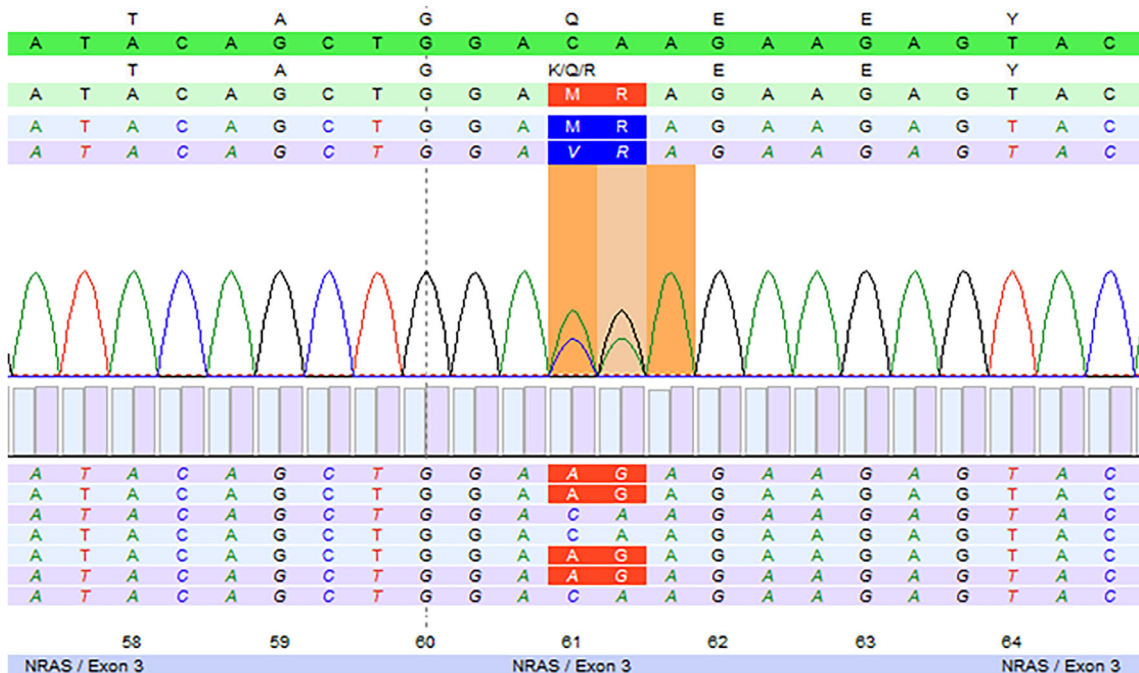 T A G Q E E Y
A T A C A G C T G G A C A A G A A G A G T A C
T A G K/Q/R E E Y
A T A C A G C T G G A M R A G A A G A G T A C
A T A C A G C T G G A M R A G A A G A G T A C
A T A C A G C T G G A V R A G A A G A G T A C
A T A C A G C T G G A A G A G A A G A G T A C
A T A C A G C T G G A A G A G A A G A G T A C
A T A C A G C T G G A C A A G A A G A G T A C
A T A C A G C T G G A C A A G A A G A G T A C
A T A C A G C T G G A A G A G A A G A G T A C
A T A C A G C T G G A A G A G A A G A G T A C
A T A C A G C T G G A C A A G A A G A G T A C
58 59 60 61 62 63 64
NRAS / Exon 3 NRAS / Exon 3 NRAS / Exon 3